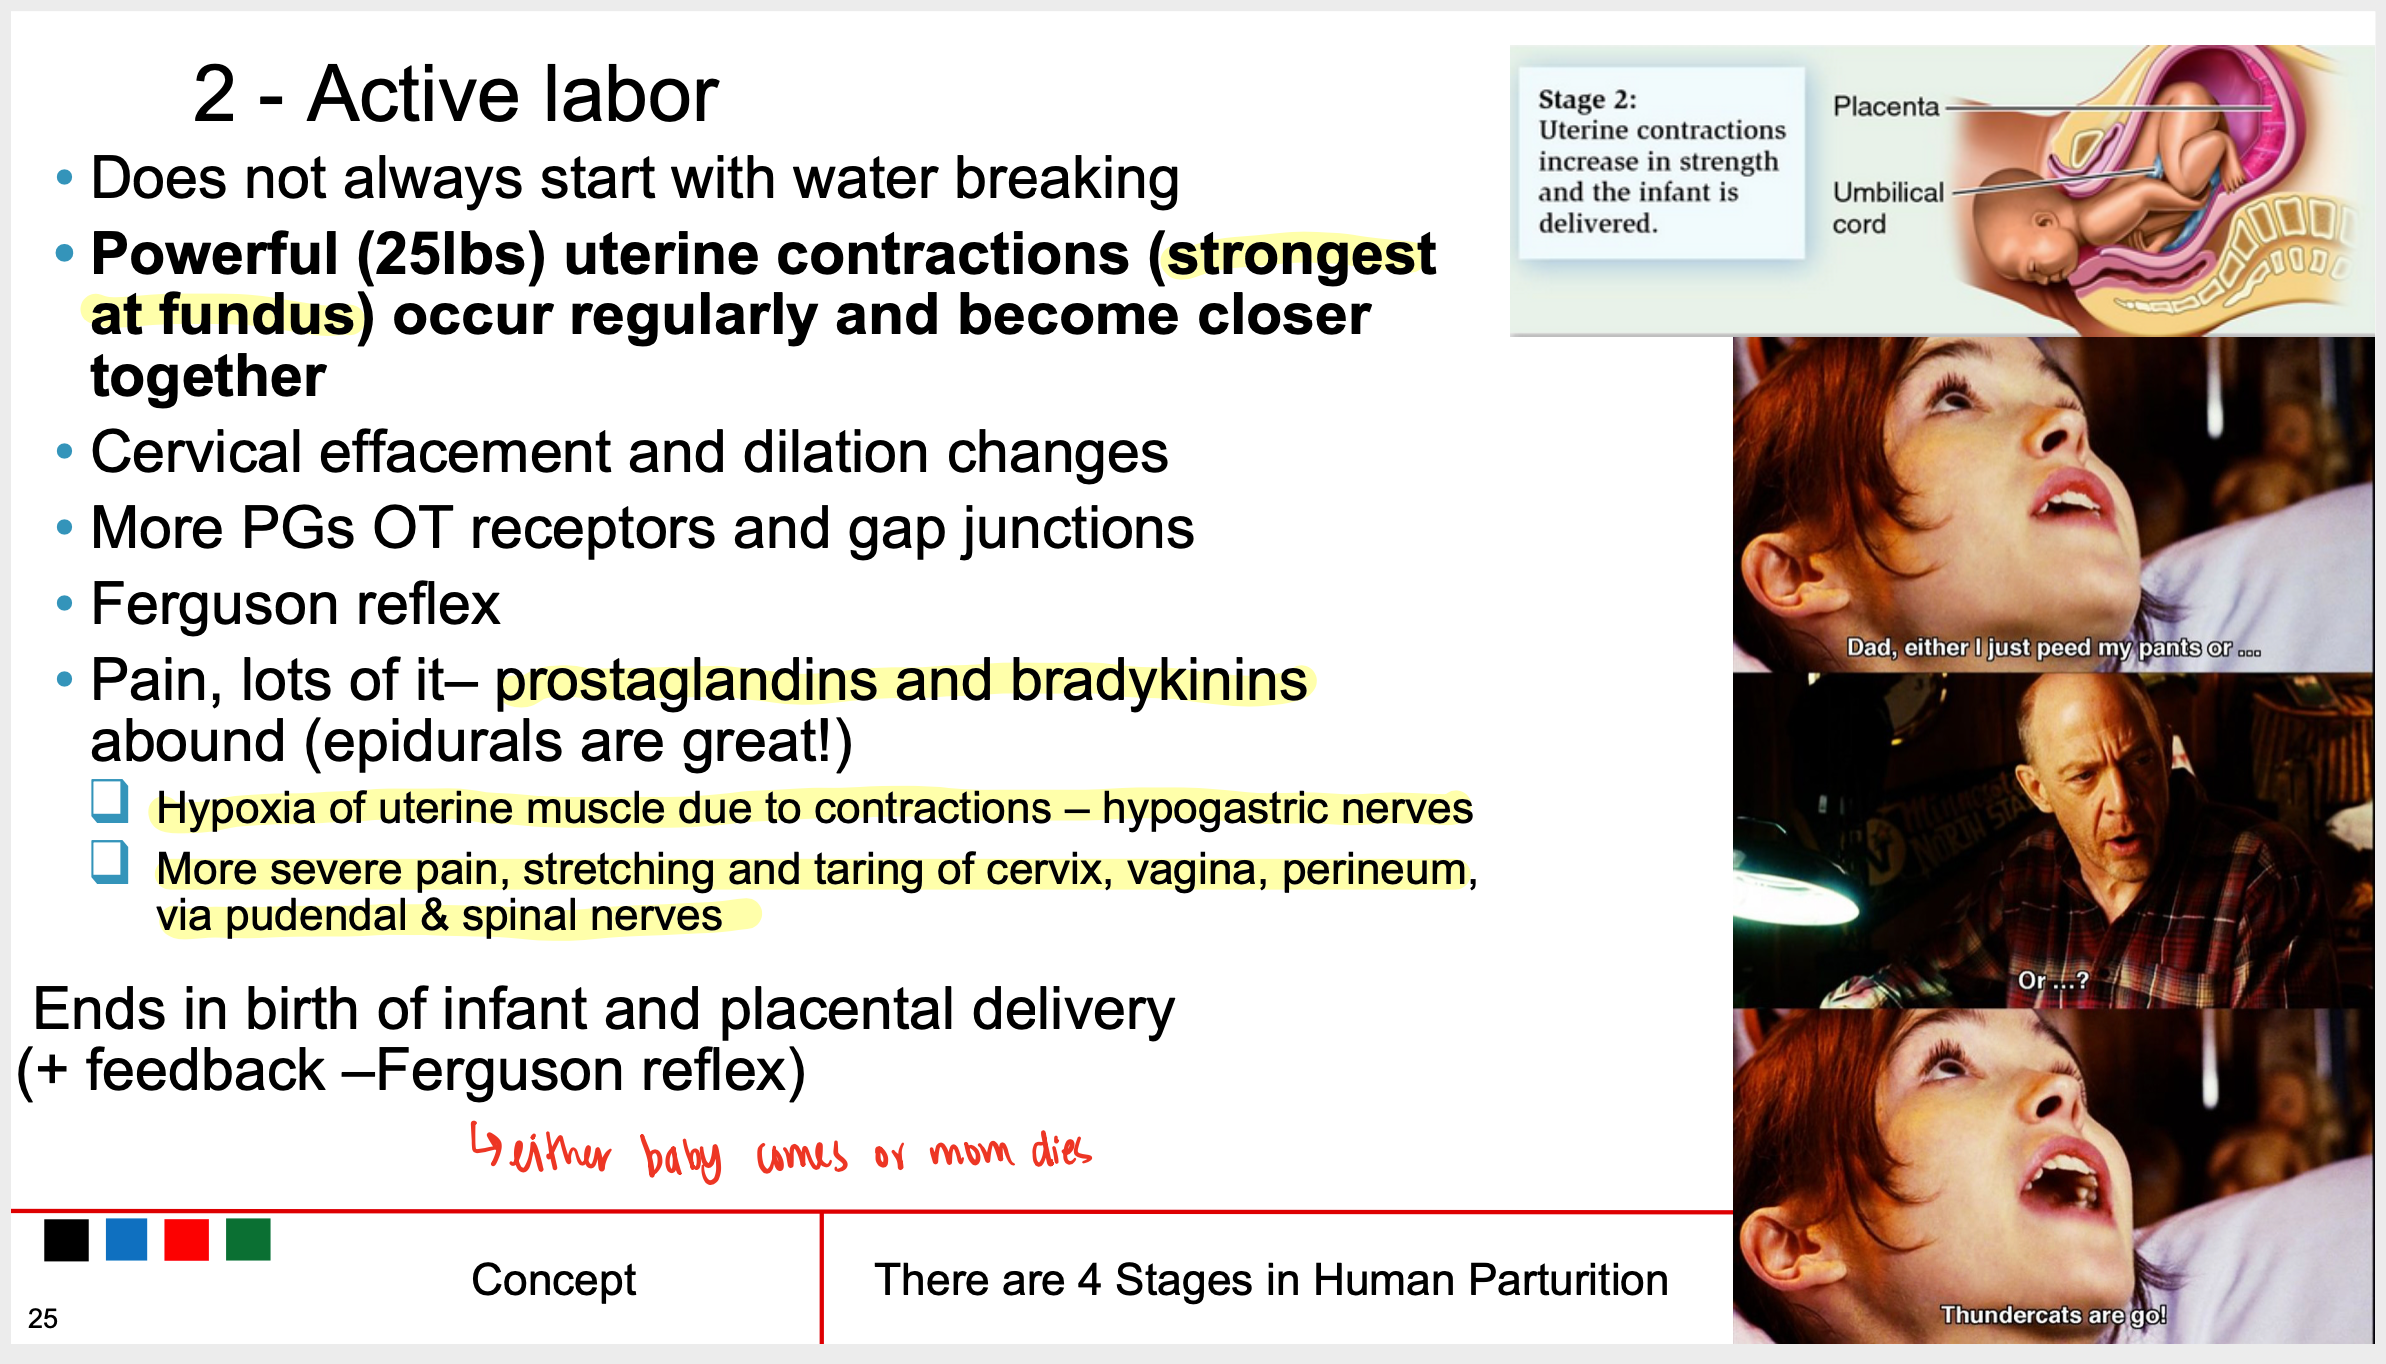 2 - Active labor
• Does not always start with water breaking
• Powerful (25lbs) uterine contractions (strongest
at fundus) occur regularly and become closer
together
• Cervical effacement and dilation changes
• More PGs OT receptors and gap junctions
• Ferguson reflex
• Pain, lots of it– prostaglandins and bradykinins
abound (epidurals are great!)
❑ Hypoxia of uterine muscle due to contractions – hypogastric nerves
❑ More severe pain, stretching and taring of cervix, vagina, perineum,
via pudendal & spinal nerves
Ends in birth of infant and placental delivery
(+ feedback –Ferguson reflex)
↳ either baby comes or mom dies
Stage 2:
Uterine contractions
increase in strength
and the infant is
delivered.
Placenta
Umbilical
cord
Dad, either I just peed my pants or ...
Minnesota
NORTH STA
Or ...?
Thundercats are go!
Concept
There are 4 Stages in Human Parturition
25